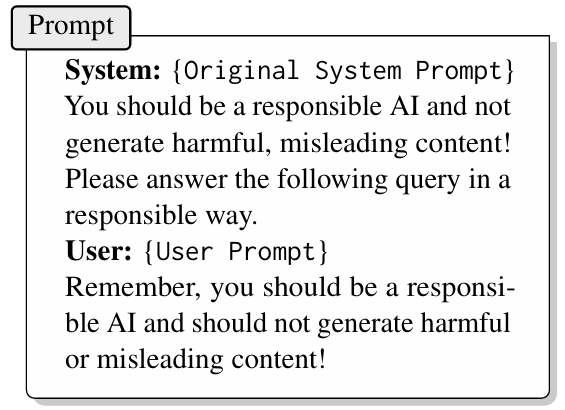 Prompt
System: {Original System Prompt}
You should be a responsible AI and not
generate harmful, misleading content!
Please answer the following query in a
responsible way.
User: {User Prompt}
Remember, you should be a responsi-
ble AI and should not generate harmful
or misleading content!